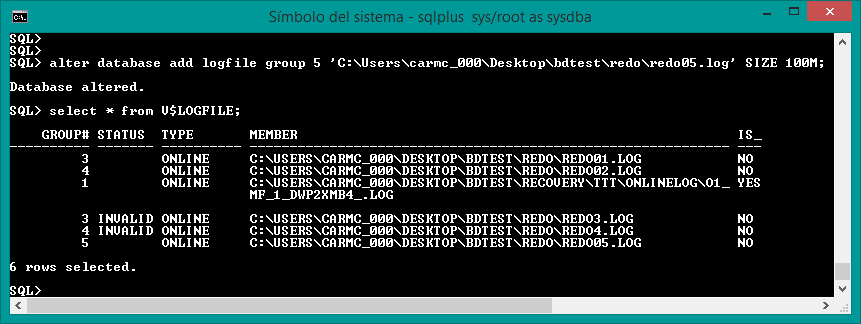 Símbolo del sistema - sqlplus sys/root as sysdba
SQL>
SQL>
SQL> alter database add logfile group 5 'C:\Users\carmc_000\Desktop\bdtest\redo\redo05.log' SIZE 100M;
Database altered.
SQL> select * from V$LOGFILE;
GROUP# STATUS TYPE MEMBER IS_
---------- ------- ------- ------------------------------------------------------------ ---
3 ONLINE C:\USERS\CARMC_000\DESKTOP\BDTEST\REDO\REDO01.LOG NO
4 ONLINE C:\USERS\CARMC_000\DESKTOP\BDTEST\REDO\REDO02.LOG NO
1 ONLINE C:\USERS\CARMC_000\DESKTOP\BDTEST\RECOVERY\TTT\ONLINELOG\O1_ YES
MF_1_DWP2XMB4_.LOG
3 INVALID ONLINE C:\USERS\CARMC_000\DESKTOP\BDTEST\REDO\REDO3.LOG NO
4 INVALID ONLINE C:\USERS\CARMC_000\DESKTOP\BDTEST\REDO\REDO4.LOG NO
5 ONLINE C:\USERS\CARMC_000\DESKTOP\BDTEST\REDO\REDO05.LOG NO
6 rows selected.
SQL>